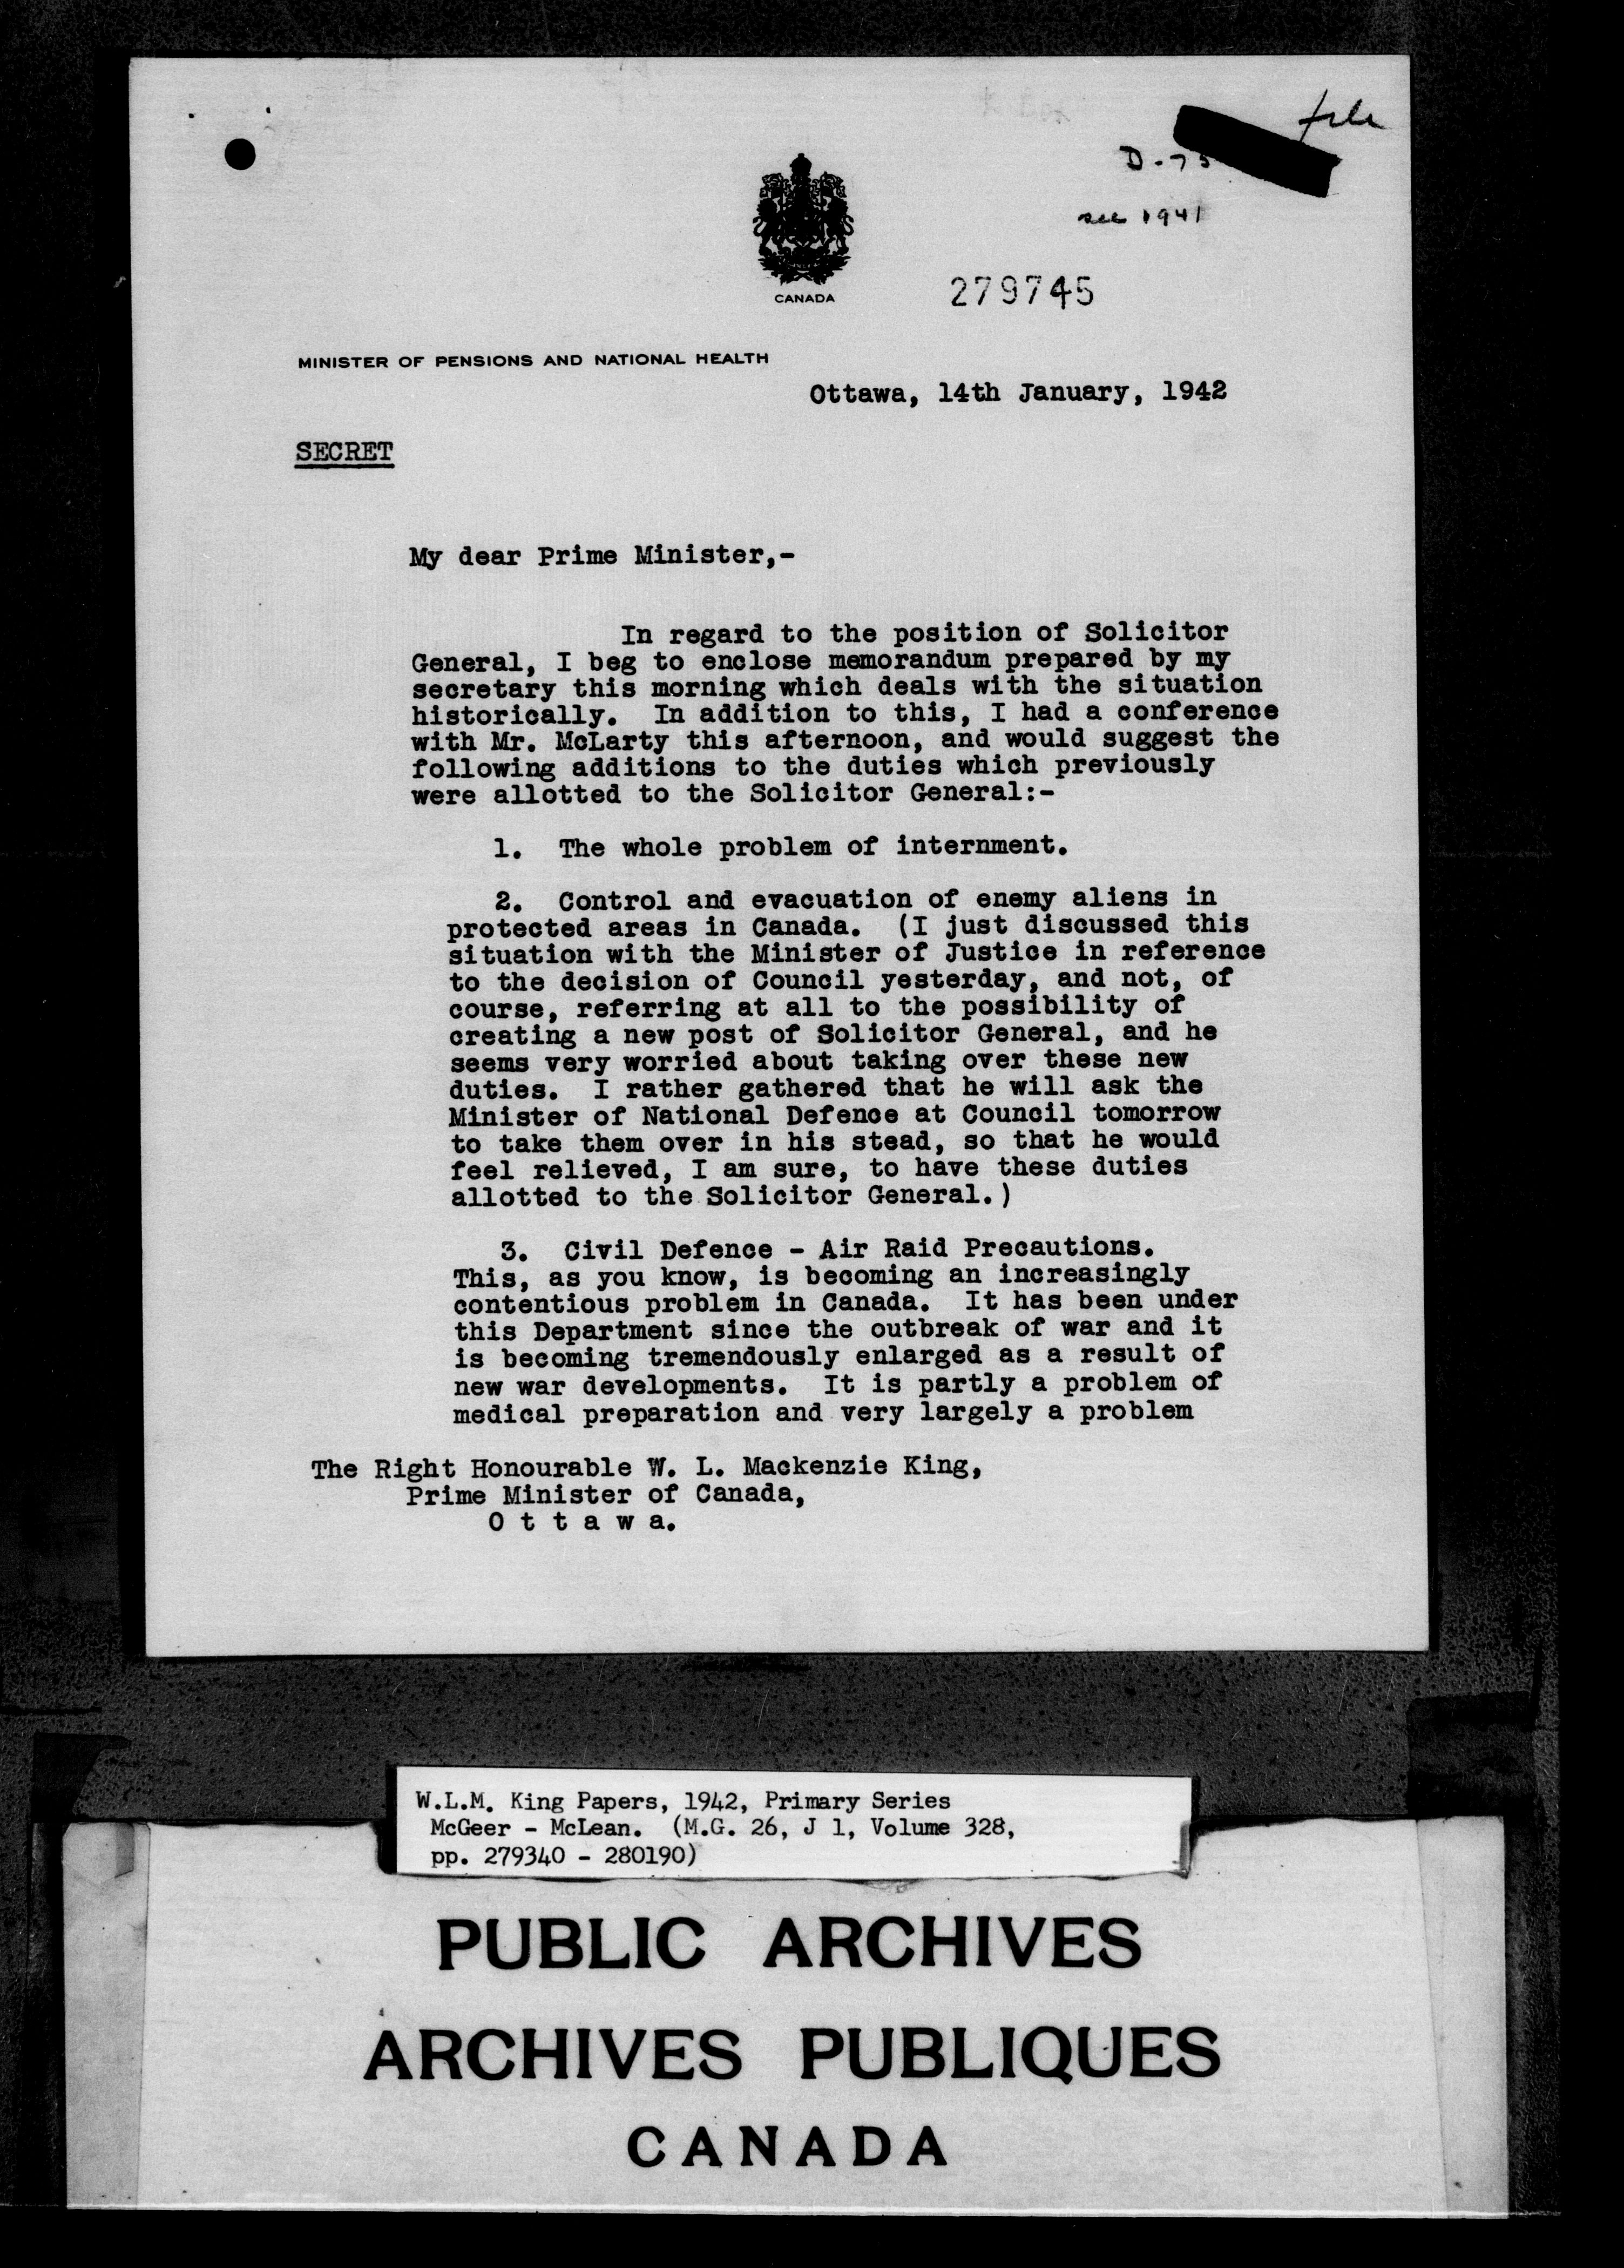 file
D-75
see 1941
CANADA
279745
MINISTER OF PENSIONS AND NATIONAL HEALTH
Ottawa, 14th January, 1942
SECRET
My dear Prime Minister,-
In regard to the position of Solicitor
General, I beg to enclose memorandum prepared by my
secretary this morning which deals with the situation
historically. In addition to this, I had a conference
with Mr. McLarty this afternoon, and would suggest the
following additions to the duties which previously
were allotted to the Solicitor General:-
1. The whole problem of internment.
2. Control and evacuation of enemy aliens in
protected areas in Canada. (I just discussed this
situation with the Minister of Justice in reference
to the decision of Council yesterday, and not, of
course, referring at all to the possibility of
creating a new post of Solicitor General, and he
seems very worried about taking over these new
duties. I rather gathered that he will ask the
Minister of National Defence at Council tomorrow
to take them over in his stead, so that he would
feel relieved, I am sure, to have these duties
allotted to the Solicitor General.)
3. Civil Defence - Air Raid Precautions.
This, as you know, is becoming an increasingly
contentious problem in Canada. It has been under
this Department since the outbreak of war and it
is becoming tremendously enlarged as a result of
new war developments. It is partly a problem of
medical preparation and very largely a problem
The Right Honourable W. L. Mackenzie King,
Prime Minister of Canada,
O t t a w a.
W.L.M. King Papers, 1942, Primary Series
McGeer - McLean. (M.G. 26, J 1, Volume 328,
pp. 279340 - 280190)
PUBLIC ARCHIVES
ARCHIVES PUBLIQUES
CANADA